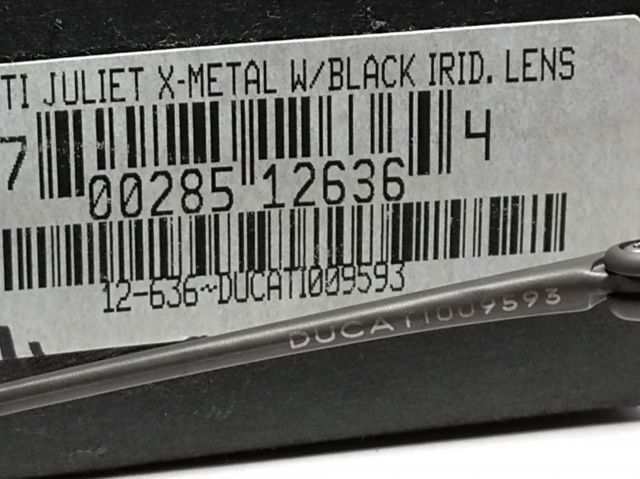 TI JULIET X-METAL W/BLACK IRID. LENS
7 00285 12636 4
12-636~DUCATI009593
DUCATI009593